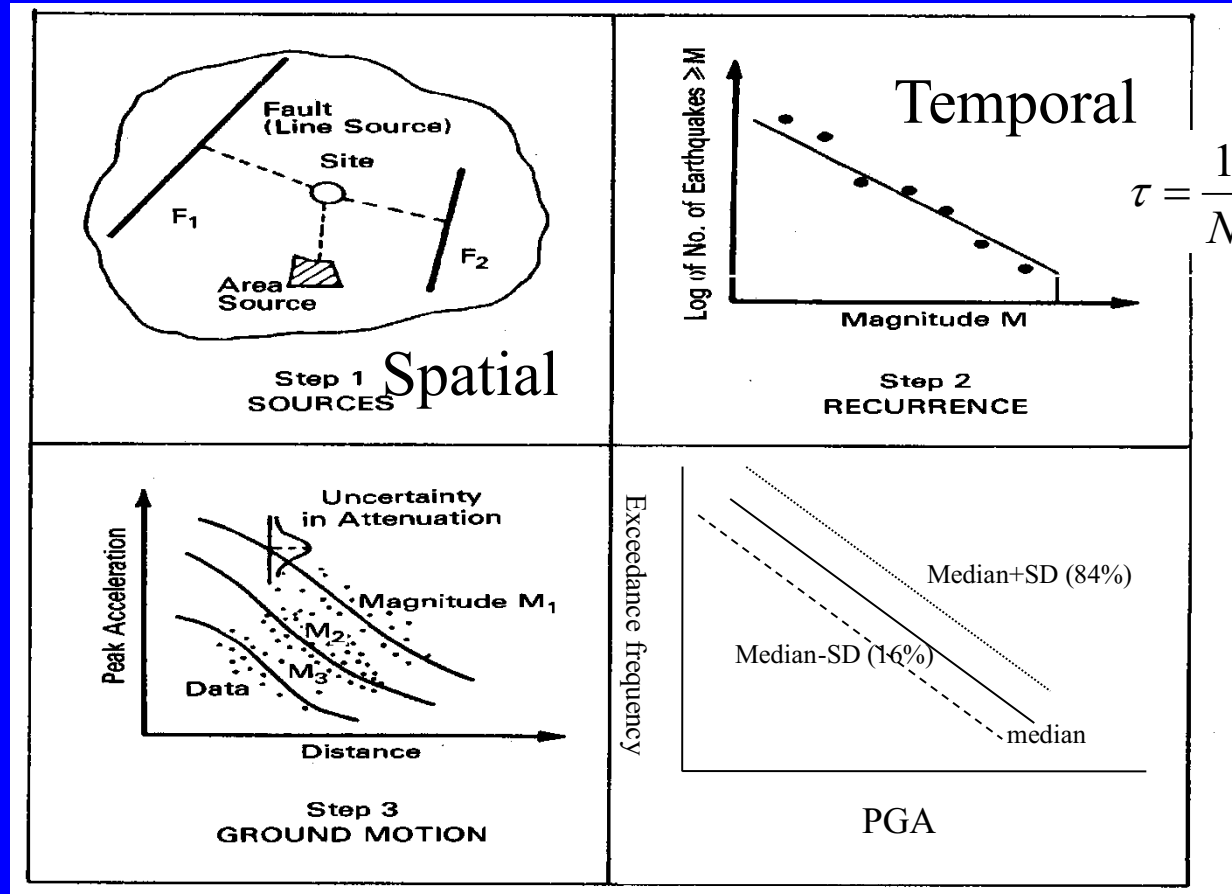 Fault
(Line Source)
Site
F1
F2
Area
Source
Step 1 Spatial
SOURCES
Log of No. of Earthquakes ≥M
Temporal
τ = 1
N
Magnitude M
Step 2
RECURRENCE
Uncertainty
in Attenuation
Peak Acceleration
Magnitude M1
M2
M3
Data
Distance
Step 3
GROUND MOTION
Exceedance frequency
Median+SD (84%)
Median-SD (16%)
median
PGA